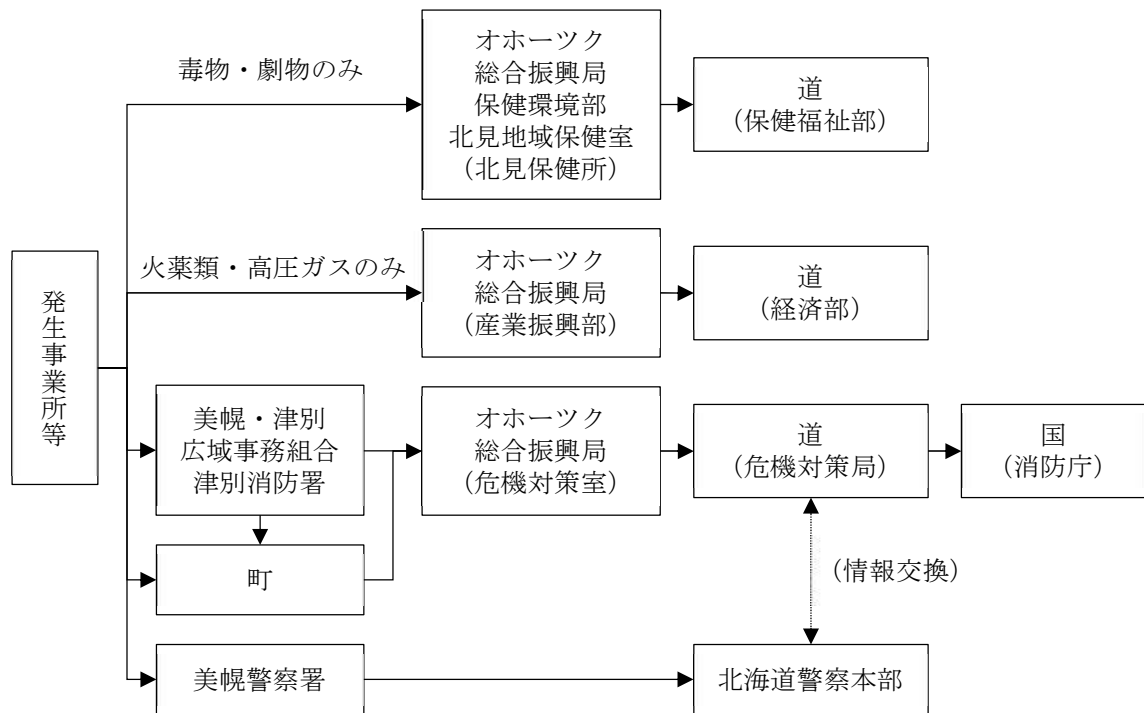 毒物・劇物のみ
オホーツク
総合振興局
保健環境部
北見地域保健室
（北見保健所）
道
（保健福祉部）
火薬類・高圧ガスのみ
オホーツク
総合振興局
（産業振興部）
道
（経済部）
発生事業所等
美幌・津別
広域事務組合
津別消防署
オホーツク
総合振興局
（危機対策室）
道
（危機対策局）
国
（消防庁）
町
（情報交換）
美幌警察署
北海道警察本部